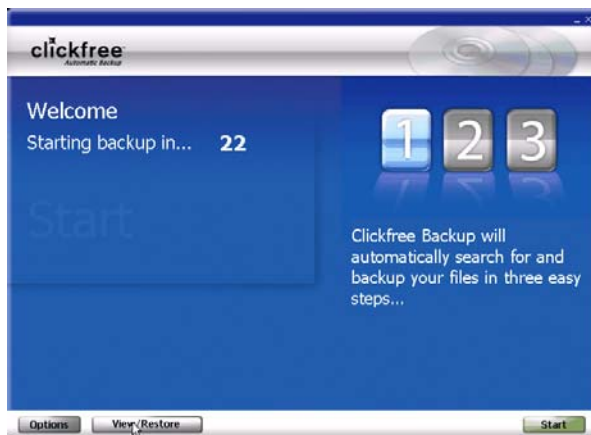 clickfree
Automatic Backup
Welcome
Starting backup in... 22
Start
1 2 3
Clickfree Backup will
automatically search for and
backup your files in three easy
steps...
Options View/Restore Start